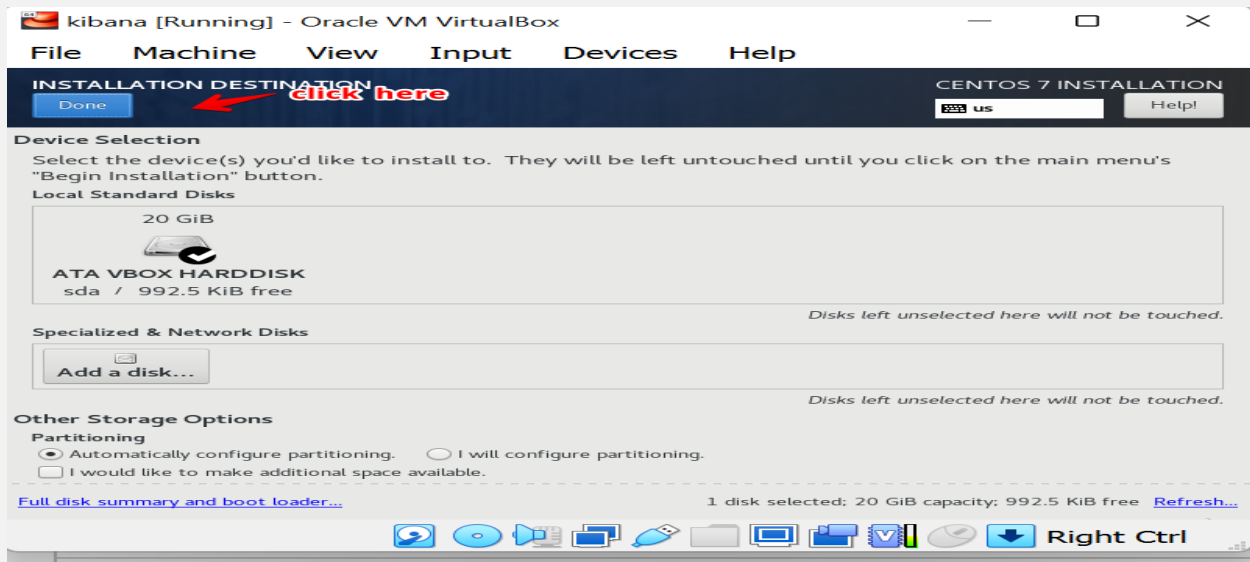 kibana [Running] - Oracle VM VirtualBox
File Machine View Input Devices Help
INSTALLATION DESTINATION
click here
CENTOS 7 INSTALLATION
Done
us
Help!
Device Selection
Select the device(s) you'd like to install to. They will be left untouched until you click on the main menu's
"Begin Installation" button.
Local Standard Disks
20 GiB
ATA VBOX HARDDISK
sda / 992.5 KiB free
Disks left unselected here will not be touched.
Specialized & Network Disks
Add a disk...
Disks left unselected here will not be touched.
Other Storage Options
Partitioning
Automatically configure partitioning. I will configure partitioning.
I would like to make additional space available.
Full disk summary and boot loader... 1 disk selected; 20 GiB capacity; 992.5 KiB free Refresh...
Right Ctrl